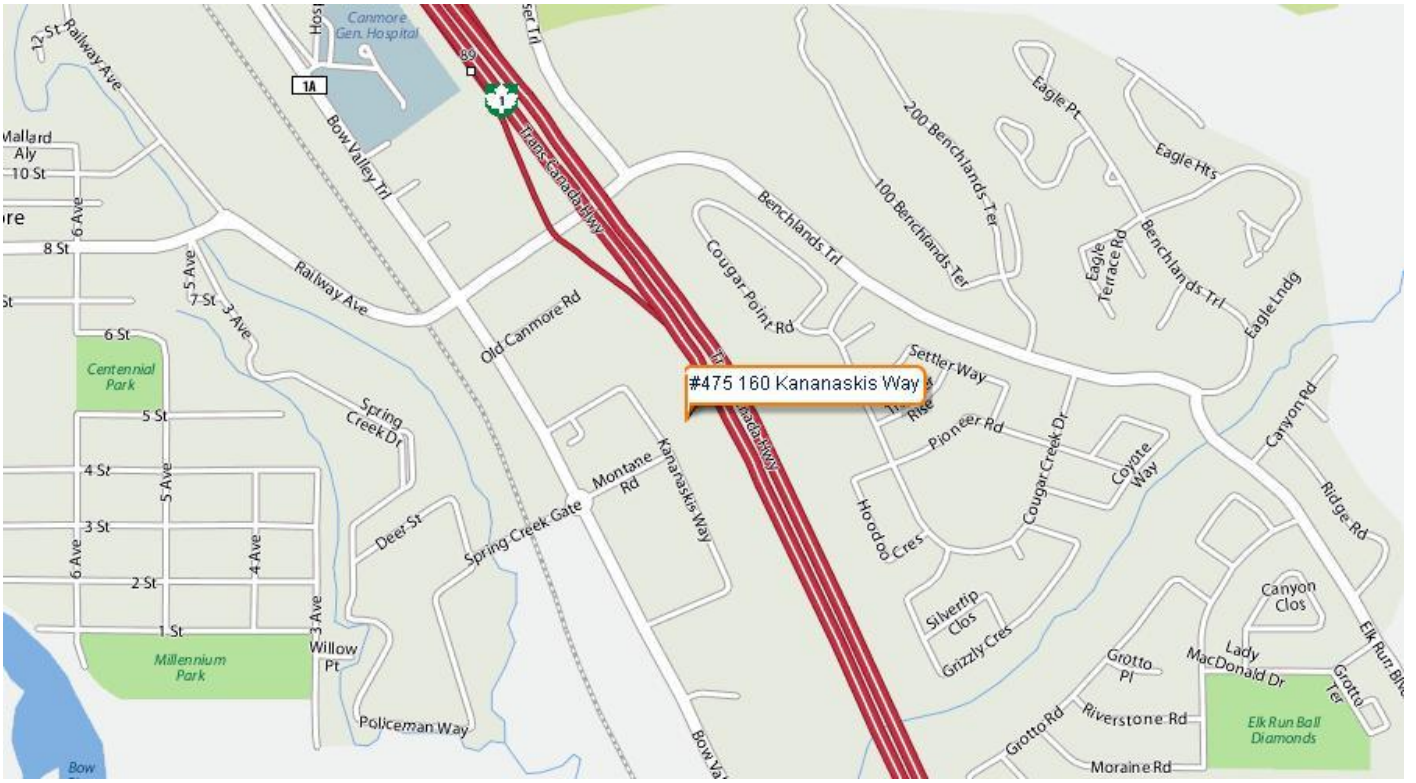 Canmore
Gen. Hospital
Hosp
12 St
Railway Ave
89
1A
1
Trans Canada Hwy
Bow Valley Trl
ser Trl
Eagle Pt
200 Benchlands Ter
Eagle Hts
Mallard
Aly
10 St
100 Benchlands Ter
Benchlands Trl
6 Ave
ore
8 St
5 Ave
Railway Ave
Cougar Point Rd
Eagle
Terrace Rd
Benchlands Trl
Eagle Lndg
St
7 St
3 Ave
Old Canmore Rd
6 St
Centennial
Park
Settler Way
#475 160 Kananaskis Way
Rise
Canyon Rd
5 St
Spring
Creek Dr
Pioneer Rd
Cougar Creek Dr
Coyote
Way
Kananaskis Way
Montane
Rd
4 St
5 Ave
Ridge Rd
Hoodoo Cres
Spring Creek Gate
Deer St
3 St
6 Ave
4 Ave
2 St
Canyon
Clos
Silvertip
Clos
Grizzly Cres
1 St
3 Ave
Willow
Pt
Millennium
Park
Lady
MacDonald Dr
Elk Run Blv
Grotto
Pl
Grotto
Ter
Policeman Way
Riverstone Rd
Grotto Rd
Elk Run Ball
Diamonds
Bow Val
Bow
Moraine Rd